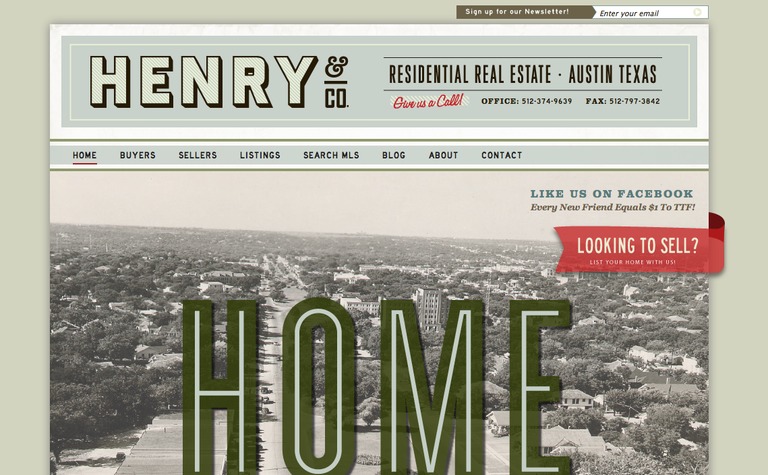 Sign up for our Newsletter!
Enter your email
HENRY & CO.
RESIDENTIAL REAL ESTATE · AUSTIN TEXAS
Give us a Call! OFFICE: 512-374-9639 FAX: 512-797-3842
HOME BUYERS SELLERS LISTINGS SEARCH MLS BLOG ABOUT CONTACT
LIKE US ON FACEBOOK
Every New Friend Equals $1 To TTF!
LOOKING TO SELL?
LIST YOUR HOME WITH US!
HOME